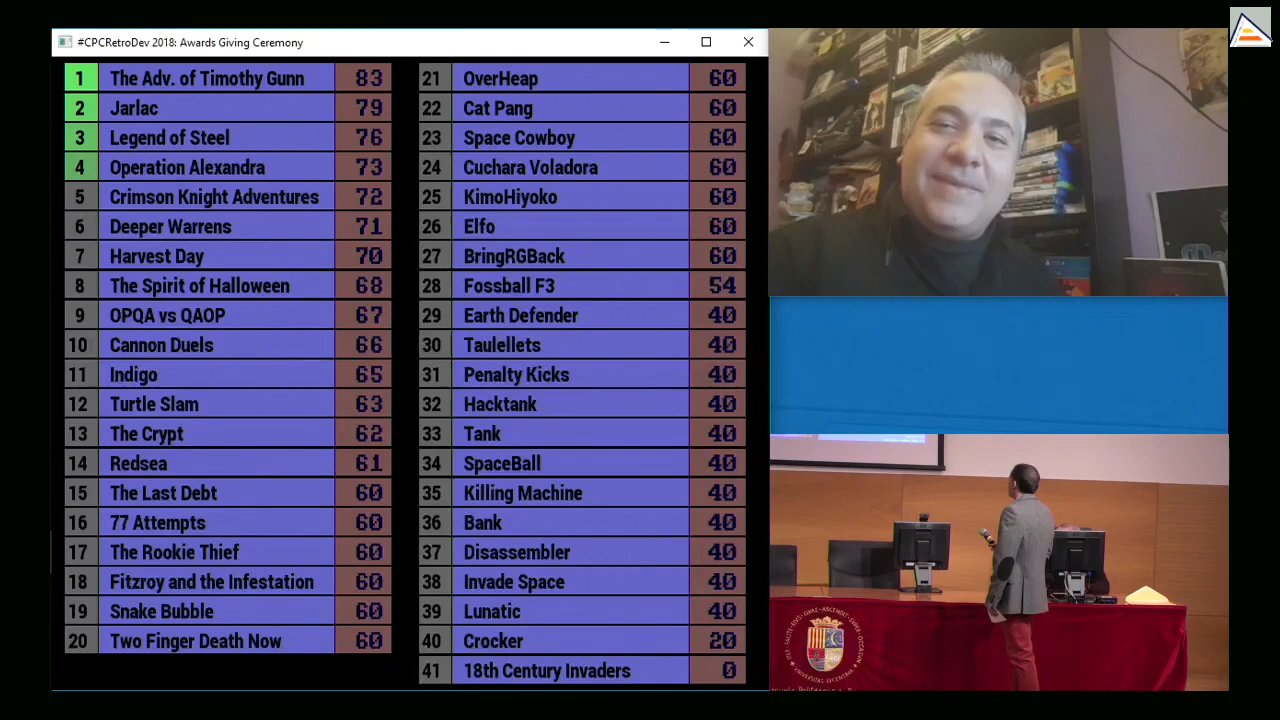 #CPCRetroDev 2018: Awards Giving Ceremony
1 The Adv. of Timothy Gunn 83
2 Jarlac 79
3 Legend of Steel 76
4 Operation Alexandra 73
5 Crimson Knight Adventures 72
6 Deeper Warrens 71
7 Harvest Day 70
8 The Spirit of Halloween 68
9 OPQA vs QAOP 67
10 Cannon Duels 66
11 Indigo 65
12 Turtle Slam 63
13 The Crypt 62
14 Redsea 61
15 The Last Debt 60
16 77 Attempts 60
17 The Rookie Thief 60
18 Fitzroy and the Infestation 60
19 Snake Bubble 60
20 Two Finger Death Now 60
21 OverHeap 60
22 Cat Pang 60
23 Space Cowboy 60
24 Cuchara Voladora 60
25 KimoHiyoko 60
26 Elfo 60
27 BringRGBack 60
28 Fossball F3 54
29 Earth Defender 40
30 Taulellets 40
31 Penalty Kicks 40
32 Hacktank 40
33 Tank 40
34 SpaceBall 40
35 Killing Machine 40
36 Bank 40
37 Disassembler 40
38 Invade Space 40
39 Lunatic 40
40 Crocker 20
41 18th Century Invaders 0